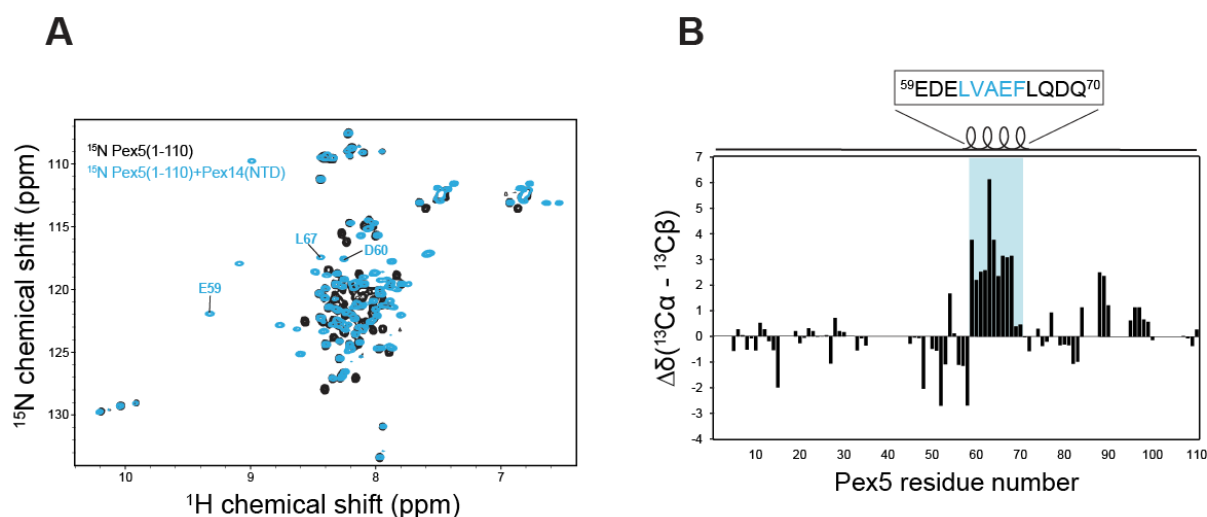 A
B
⁵⁹EDELVAEFLQDQ⁷⁰
¹⁵N Pex5(1-110)
¹⁵N Pex5(1-110)+Pex14(NTD)
L67
D60
E59
110
115
120
125
130
¹⁵N chemical shift (ppm)
10
9
8
7
¹H chemical shift (ppm)
7
6
5
4
3
2
1
0
-1
-2
-3
-4
Δδ(¹³Cα - ¹³Cβ)
10 20 30 40 50 60 70 80 90 100 110
Pex5 residue number